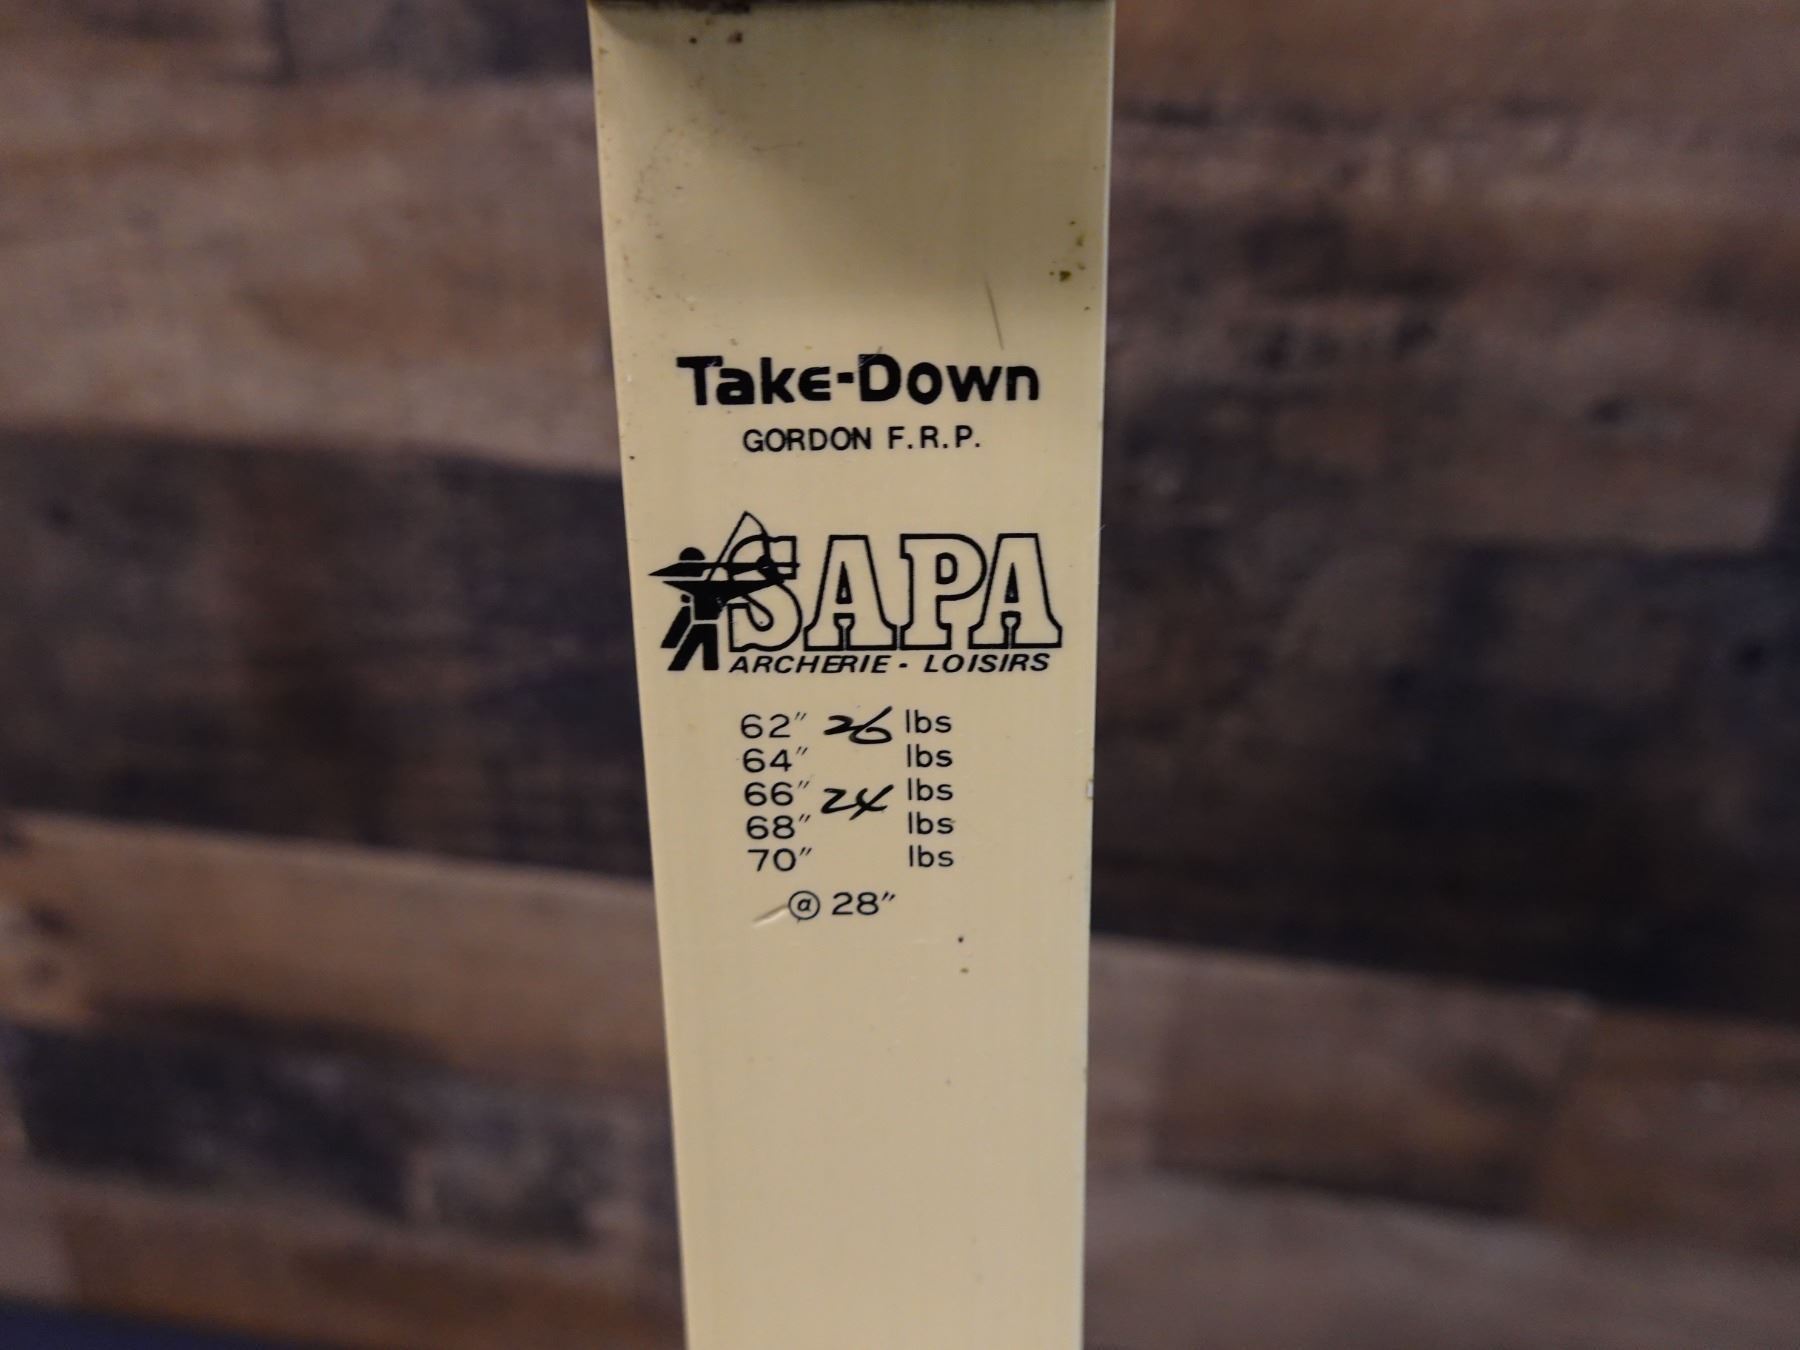 Take-Down
GORDON F.R.P.
SAPA
ARCHERIE - LOISIRS
62" 26 lbs
64" lbs
66" 24 lbs
68" lbs
70" lbs
@ 28"